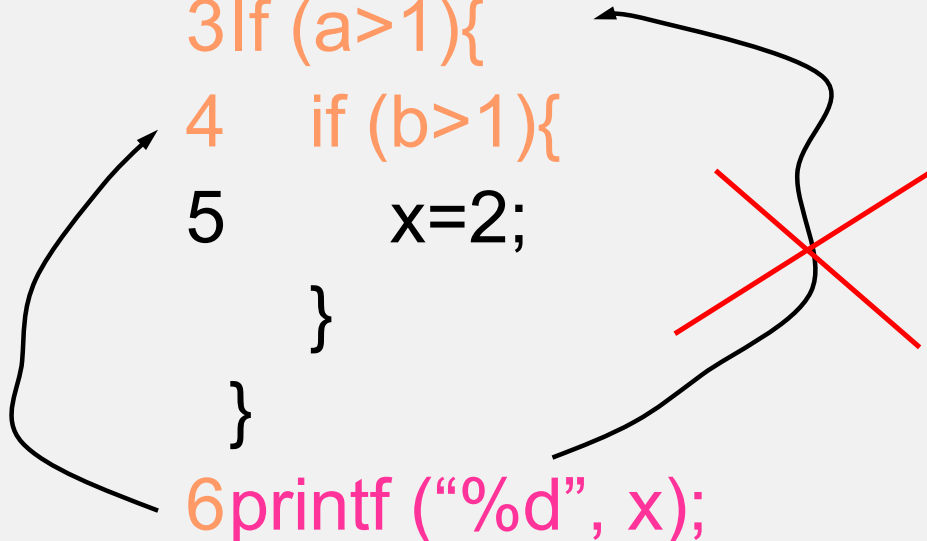 3If (a>1){
4 if (b>1){
5 x=2;
}
}
6printf (“%d”, x);